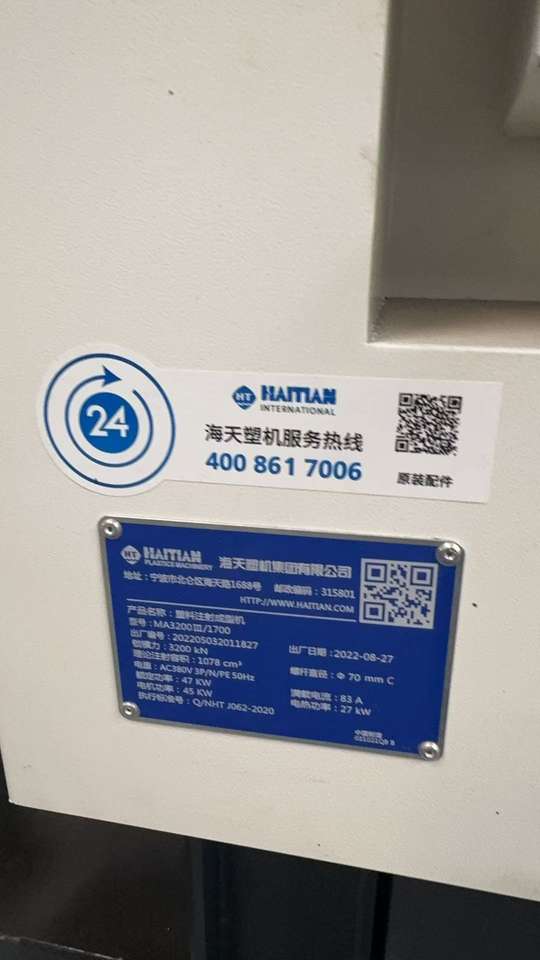 24
HT HAITIAN
INTERNATIONAL
海天塑机服务热线
400 861 7006
原装配件
HT HAITIAN
PLASTICS MACHINERY
海天塑机集团有限公司
地址：宁波市北仑区海天路1688号 邮政编码：315801
HTTP://WWW.HAITIAN.COM
产品名称：塑料注射成型机
型号：MA3200III/1700
出厂编号：202205032011827 出厂日期：2022-08-27
锁模力：3200 kN
理论注射容积：1078 cm³ 螺杆直径：Φ 70 mm C
电源：AC380V 3P/N/PE 50Hz
额定功率：47 KW 满载电流：83 A
电机功率：45 KW 电热功率：27 kW
执行标准号：Q/NHT J062-2020
中国制造